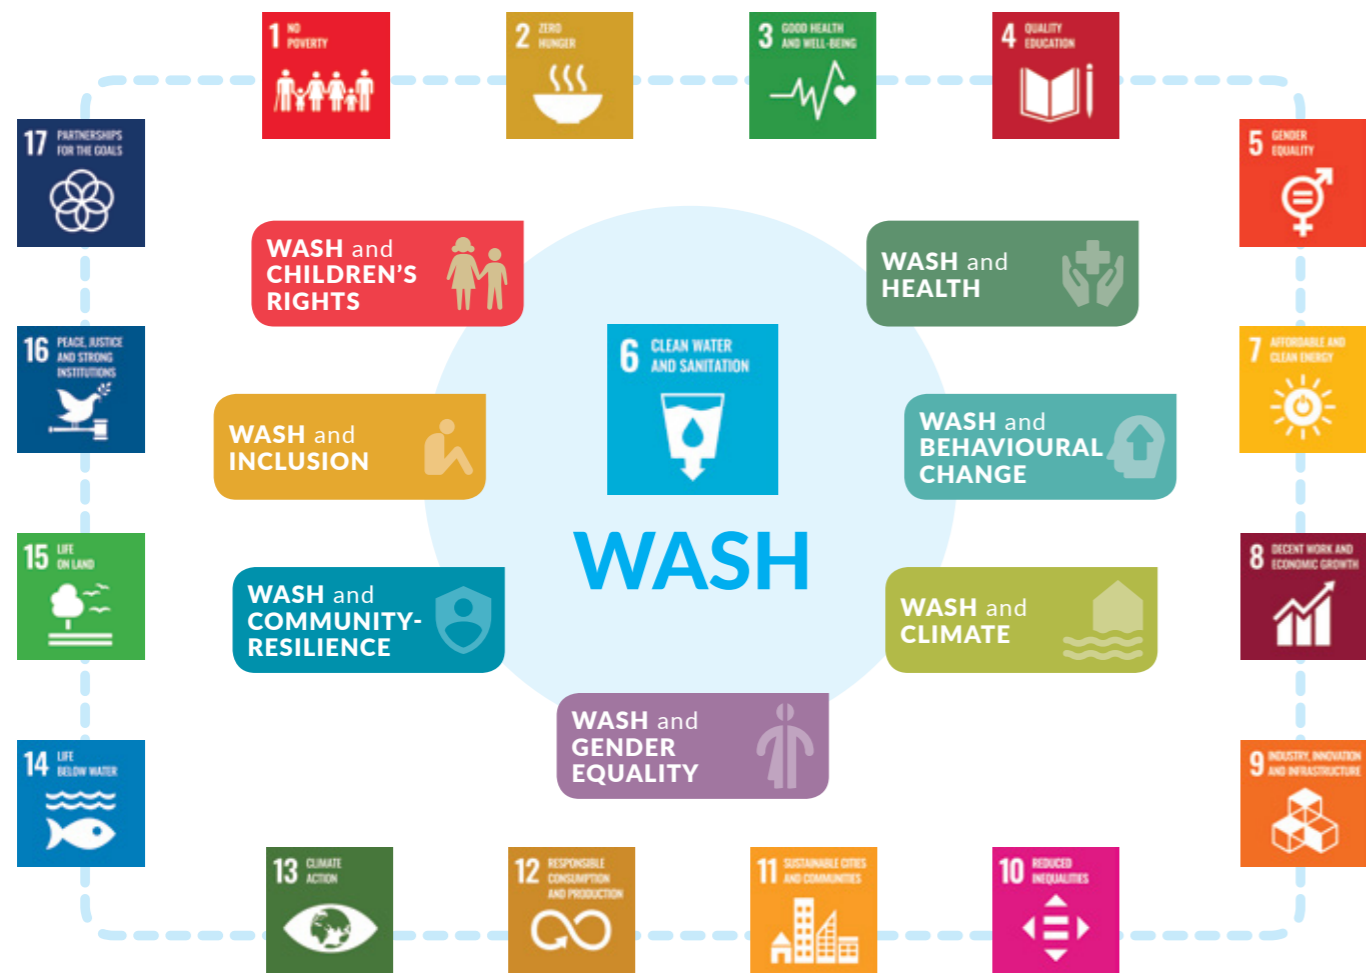 1 NO
POVERTY
2 ZERO
HUNGER
3 GOOD HEALTH
AND WELL-BEING
4 QUALITY
EDUCATION
17 PARTNERSHIPS
FOR THE GOALS
5 GENDER
EQUALITY
WASH and
CHILDREN'S
RIGHTS
WASH and
HEALTH
16 PEACE, JUSTICE
AND STRONG
INSTITUTIONS
6 CLEAN WATER
AND SANITATION
7 AFFORDABLE AND
CLEAN ENERGY
WASH and
INCLUSION
WASH and
BEHAVIOURAL
CHANGE
15 LIFE
ON LAND
WASH
8 DECENT WORK AND
ECONOMIC GROWTH
WASH and
COMMUNITY-
RESILIENCE
WASH and
CLIMATE
WASH and
GENDER
EQUALITY
14 LIFE
BELOW WATER
9 INDUSTRY, INNOVATION
AND INFRASTRUCTURE
13 CLIMATE
ACTION
12 RESPONSIBLE
CONSUMPTION
AND PRODUCTION
11 SUSTAINABLE CITIES
AND COMMUNITIES
10 REDUCED
INEQUALITIES